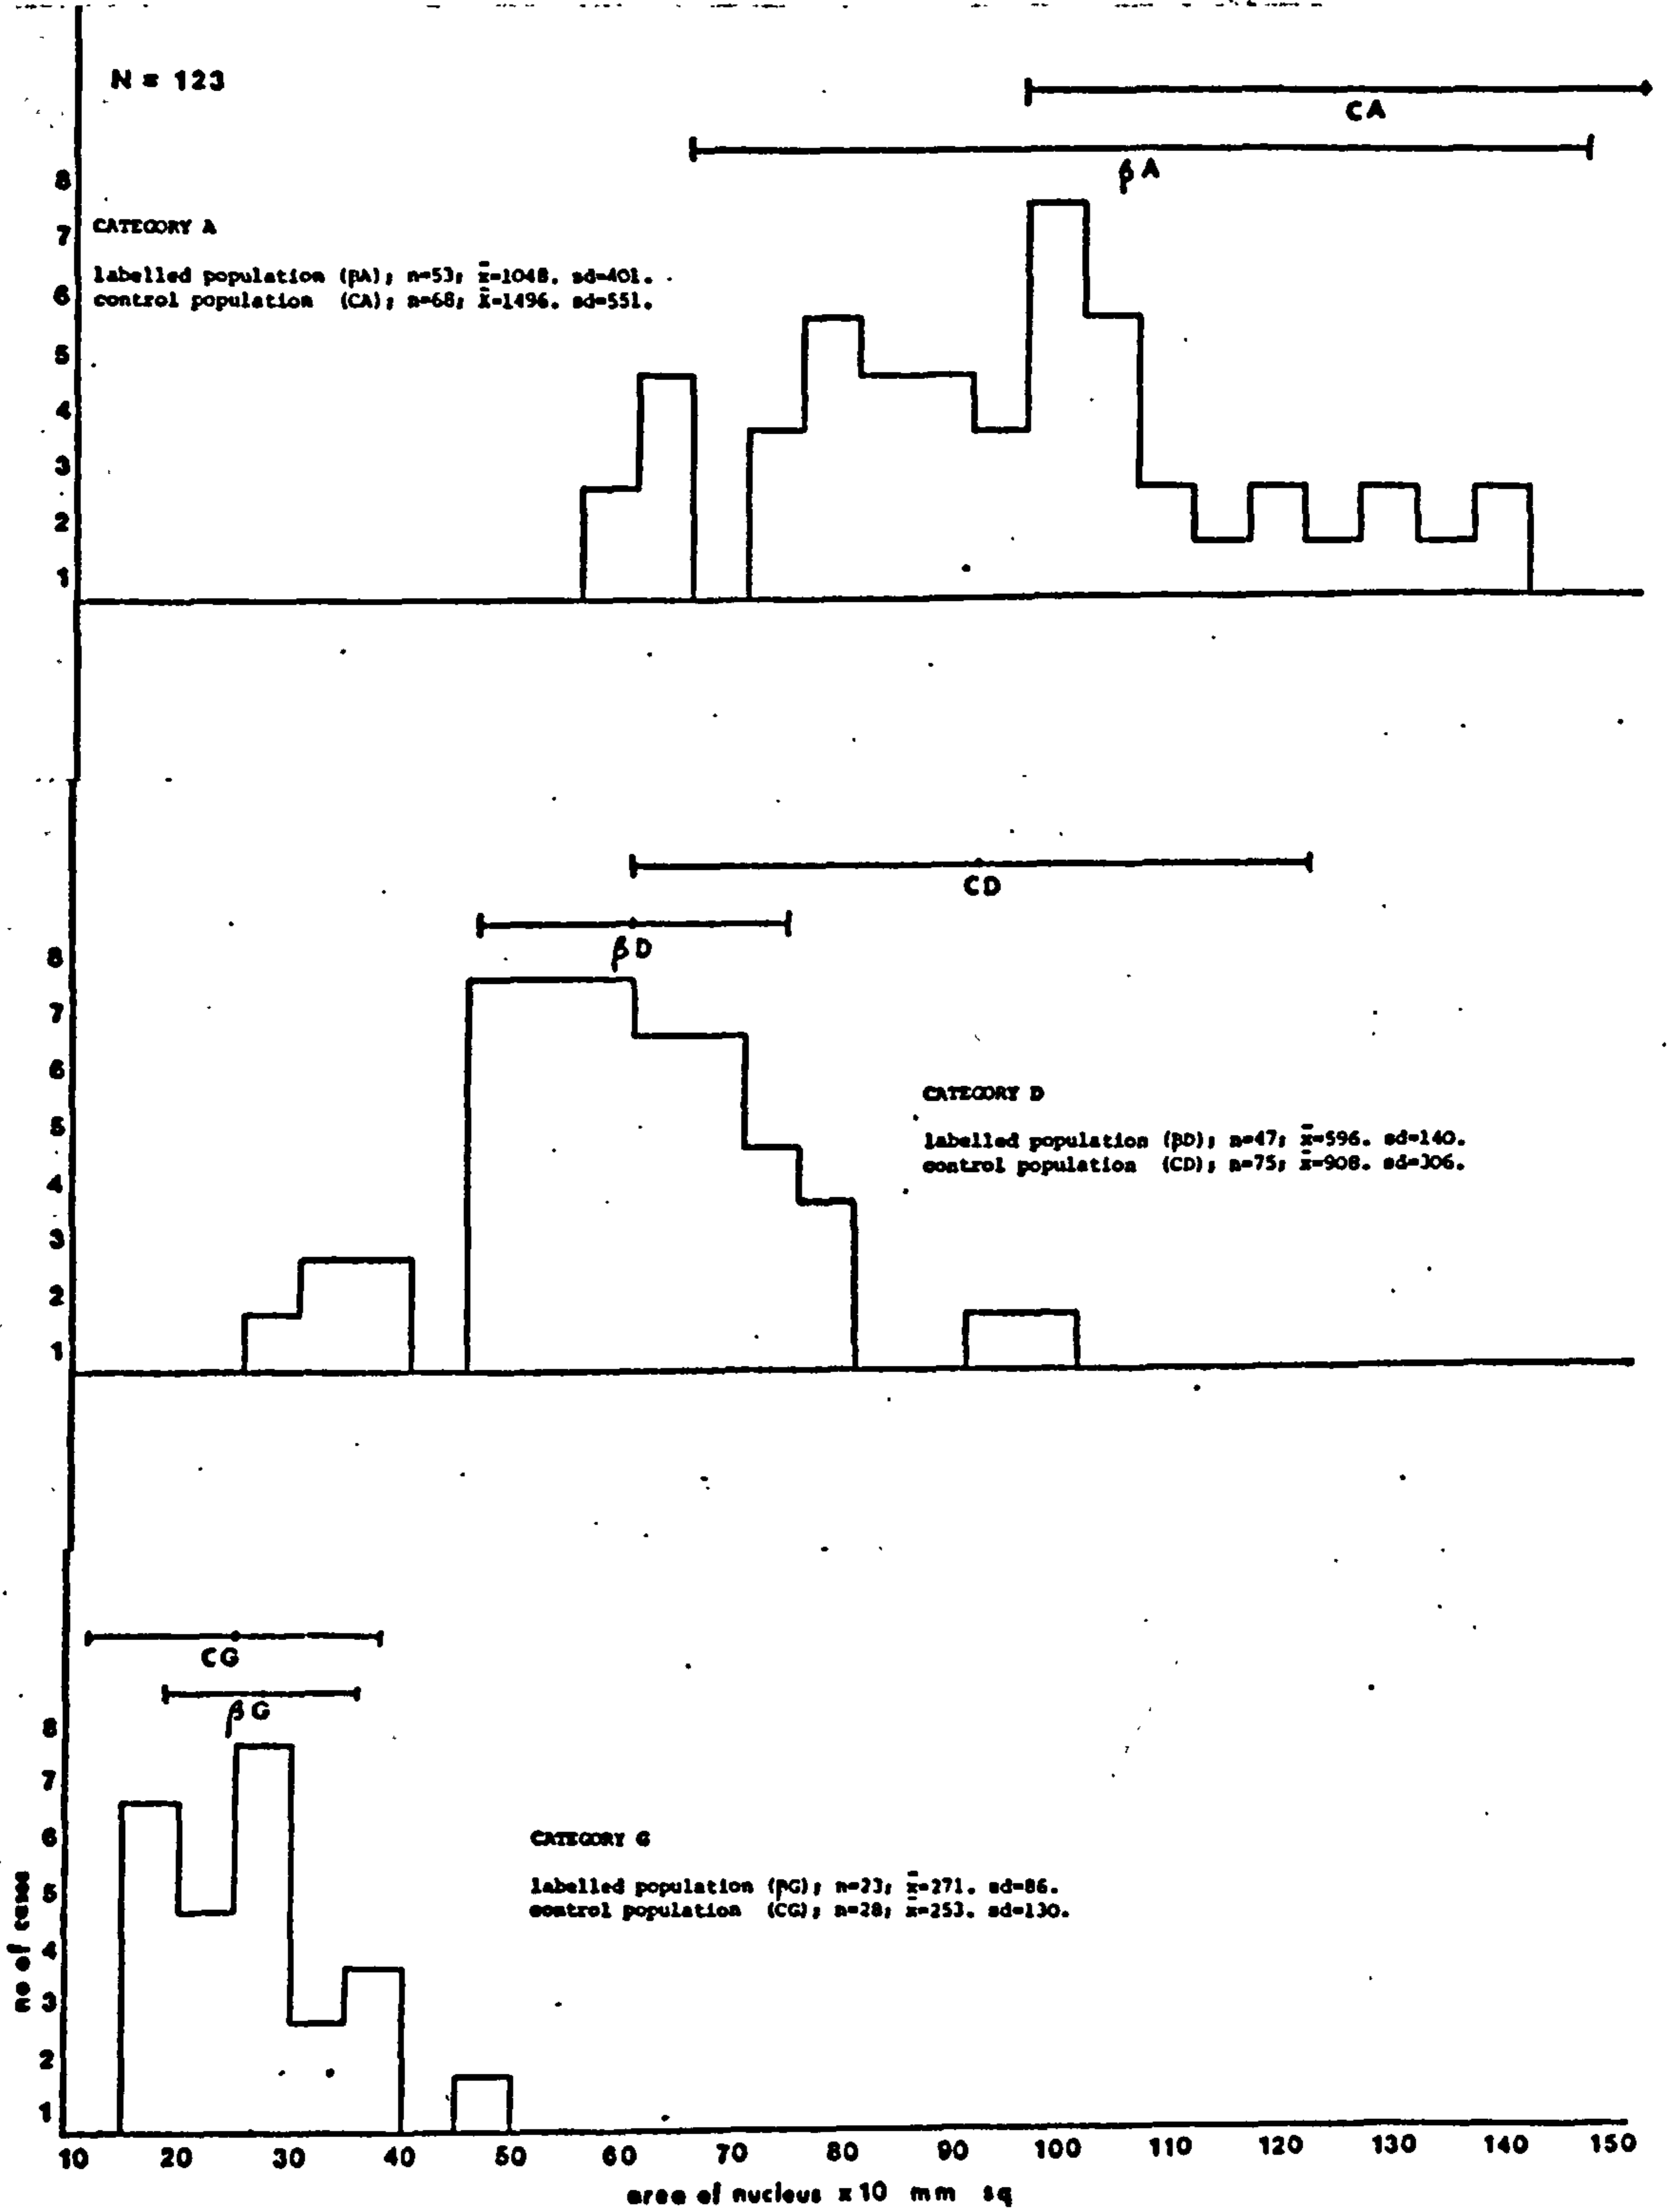 N = 123
CA
βA
8
7
6
5
4
3
2
1
CATEGORY A
labelled population (βA); n=53; x̄=1048. sd=401.
control population (CA); n=68; x̄=1496. sd=551.
CD
βD
8
7
6
5
4
3
2
1
CATEGORY D
labelled population (βD); n=47; x̄=596. sd=140.
control population (CD); n=75; x̄=908. sd=306.
CG
βG
8
7
6
5
4
3
2
1
no of cases
CATEGORY G
labelled population (βG); n=23; x̄=271. sd=86.
control population (CG); n=28; x̄=253. sd=130.
10 20 30 40 50 60 70 80 90 100 110 120 130 140 150
area of nucleus x10 mm sq